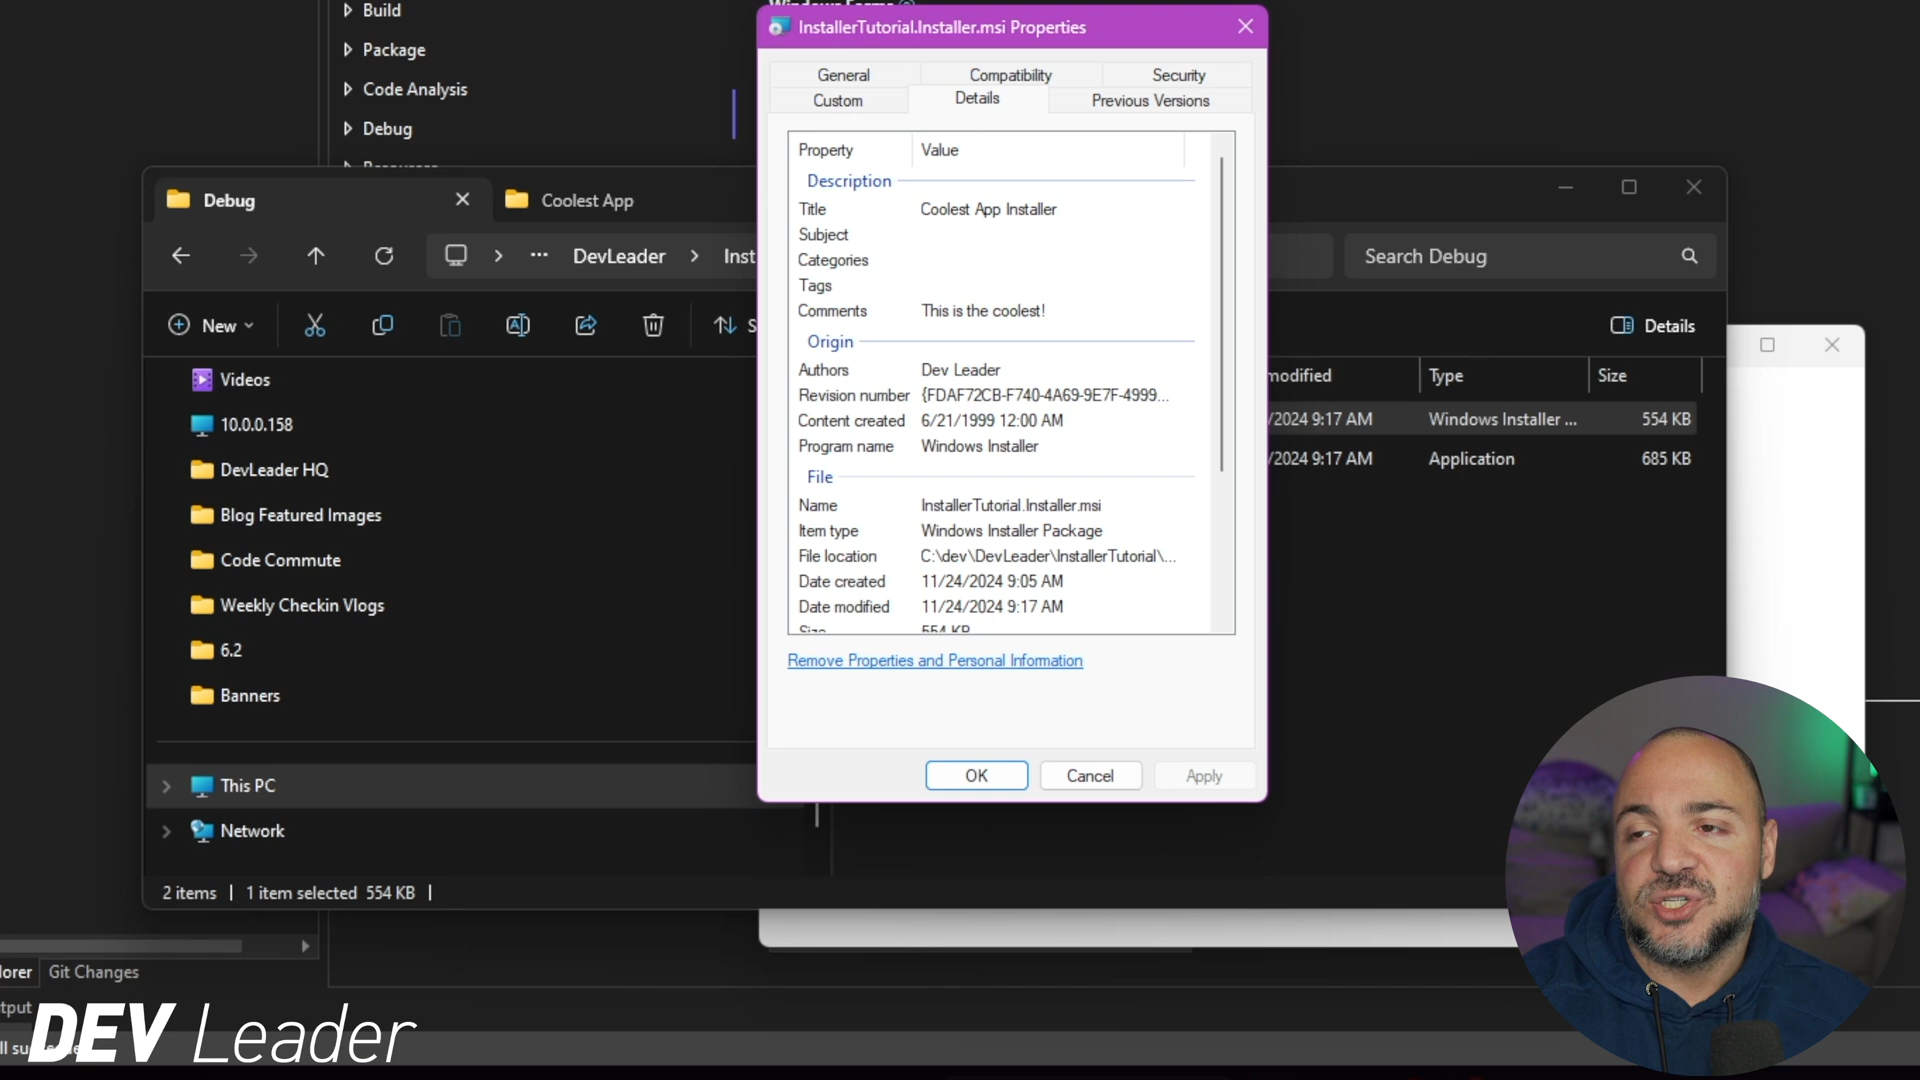 Build
Package
Code Analysis
Debug
InstallerTutorial.Installer.msi Properties
General
Compatibility
Security
Custom
Details
Previous Versions
Property
Value
Description
Title
Coolest App Installer
Subject
Categories
Tags
Comments
This is the coolest!
Origin
Authors
Dev Leader
Revision number
{FDAF72CB-F740-4A69-9E7F-4999...
Content created
6/21/1999 12:00 AM
Program name
Windows Installer
File
Name
InstallerTutorial.Installer.msi
Item type
Windows Installer Package
File location
C:\dev\DevLeader\InstallerTutorial\...
Date created
11/24/2024 9:05 AM
Date modified
11/24/2024 9:17 AM
Size
554 KB
Remove Properties and Personal Information
OK
Cancel
Apply
Debug
Coolest App
...
DevLeader
Inst
Search Debug
New
S
Details
Videos
10.0.0.158
DevLeader HQ
Blog Featured Images
Code Commute
Weekly Checkin Vlogs
6.2
Banners
This PC
Network
modified
Type
Size
/2024 9:17 AM
Windows Installer ...
554 KB
/2024 9:17 AM
Application
685 KB
2 items
1 item selected 554 KB
lorer
Git Changes
tput
DEV Leader